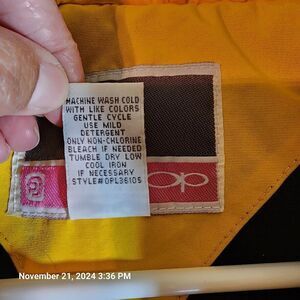 MACHINE WASH COLD
WITH LIKE COLORS
GENTLE CYCLE
USE MILD
DETERGENT
ONLY NON-CHLORINE
BLEACH IF NEEDED
TUMBLE DRY LOW
COOL IRON
IF NECESSARY
STYLE#OPL36105
op
November 21, 2024 3:36 PM